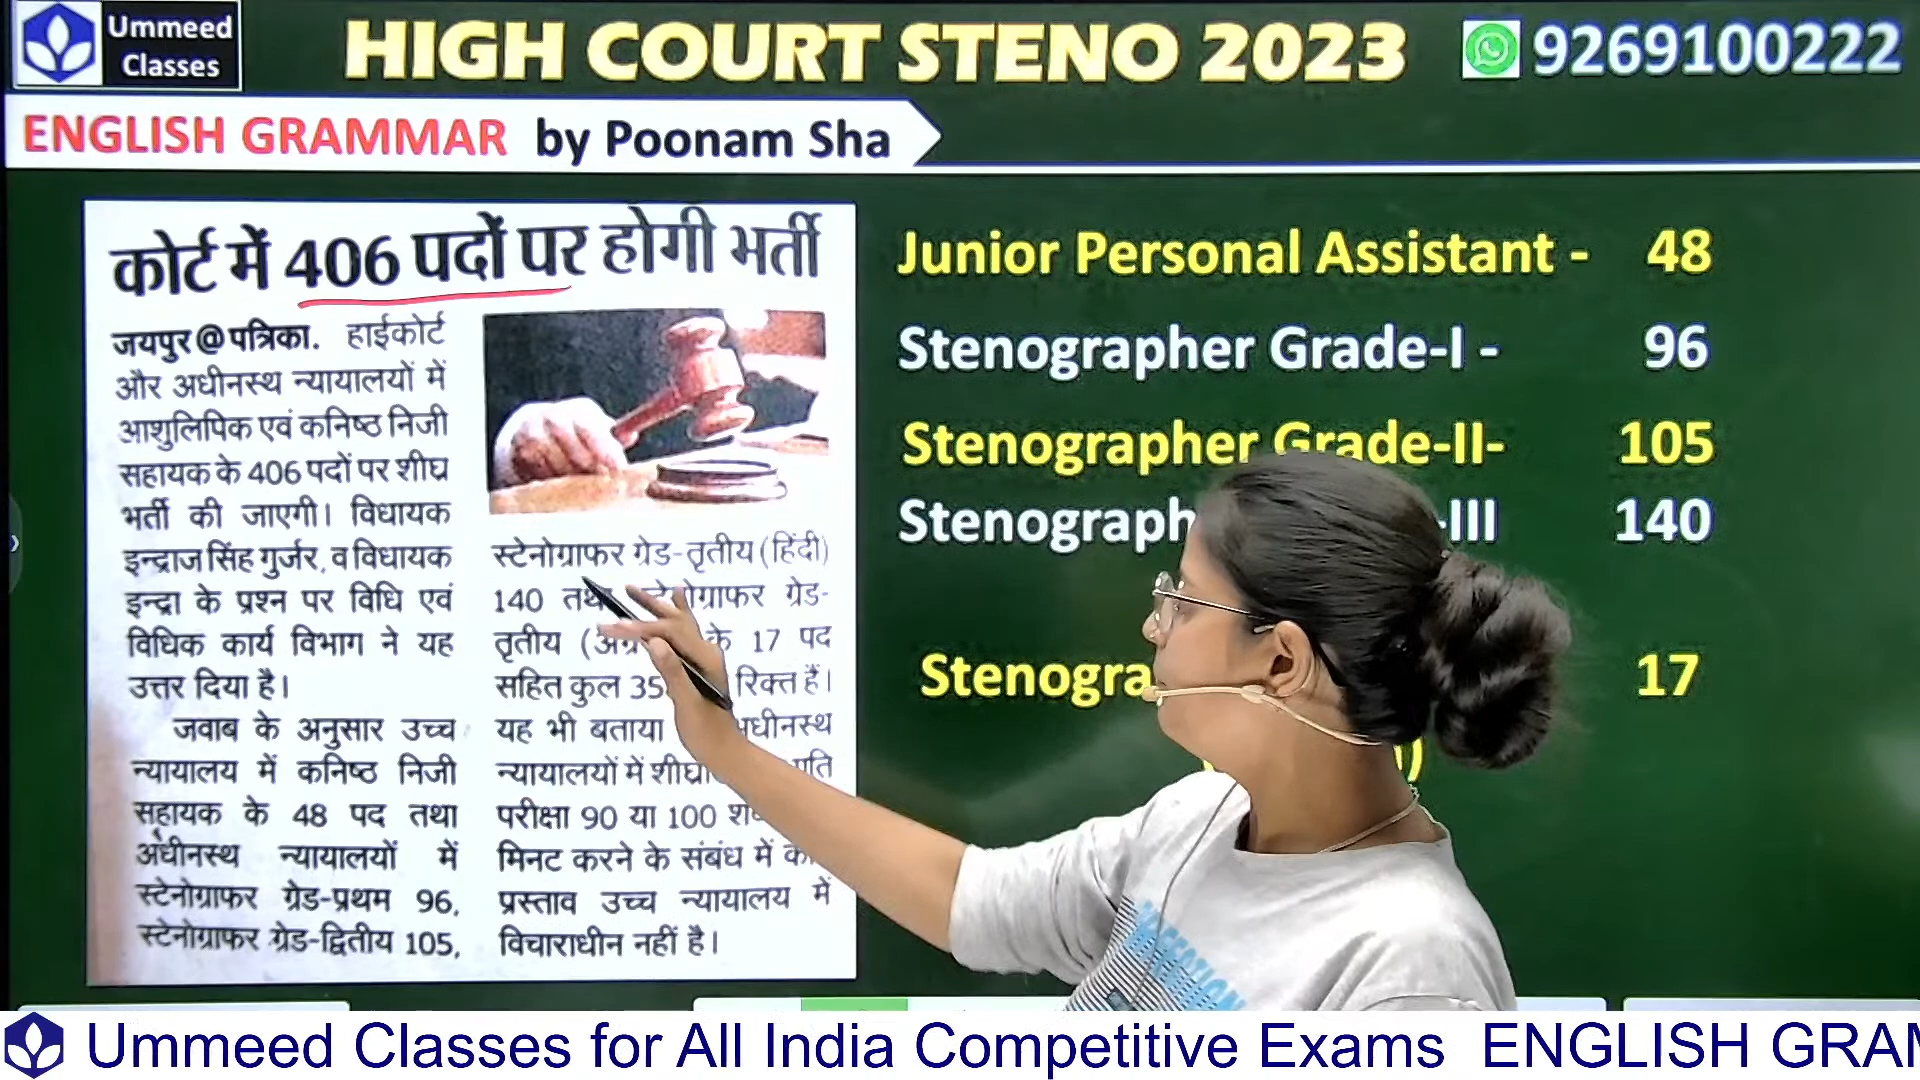 Ummeed
Classes
HIGH COURT STENO 2023
9269100222
ENGLISH GRAMMAR by Poonam Sha
कोर्ट में 406 पदों पर होगी भर्ती
जयपुर@पत्रिका. हाईकोर्ट
और अधीनस्थ न्यायालयों में
आशुलिपिक एवं कनिष्ठ निजी
सहायक के 406 पदों पर शीघ्र
भर्ती की जाएगी। विधायक
इन्द्राज सिंह गुर्जर, व विधायक
इन्द्रा के प्रश्न पर विधि एवं
विधिक कार्य विभाग ने यह
उत्तर दिया है।
जवाब के अनुसार उच्च
न्यायालय में कनिष्ठ निजी
सहायक के 48 पद तथा
अधीनस्थ न्यायालयों में
स्टेनोग्राफर ग्रेड-प्रथम 96,
स्टेनोग्राफर ग्रेड-द्वितीय 105,
स्टेनोग्राफर ग्रेड-तृतीय (हिंदी)
140 तथा ग्रेड-
तृतीय के 17 पद
सहित कुल रिक्त हैं।
यह भी बताया अधीनस्थ
न्यायालयों में
परीक्षा 90 या 100
मिनट करने के संबंध में
प्रस्ताव उच्च न्यायालय में
विचाराधीन नहीं है।
Junior Personal Assistant - 48
Stenographer Grade-I - 96
Stenographer Grade-II- 105
-III 140
17
Ummeed Classes for All India Competitive Exams ENGLISH